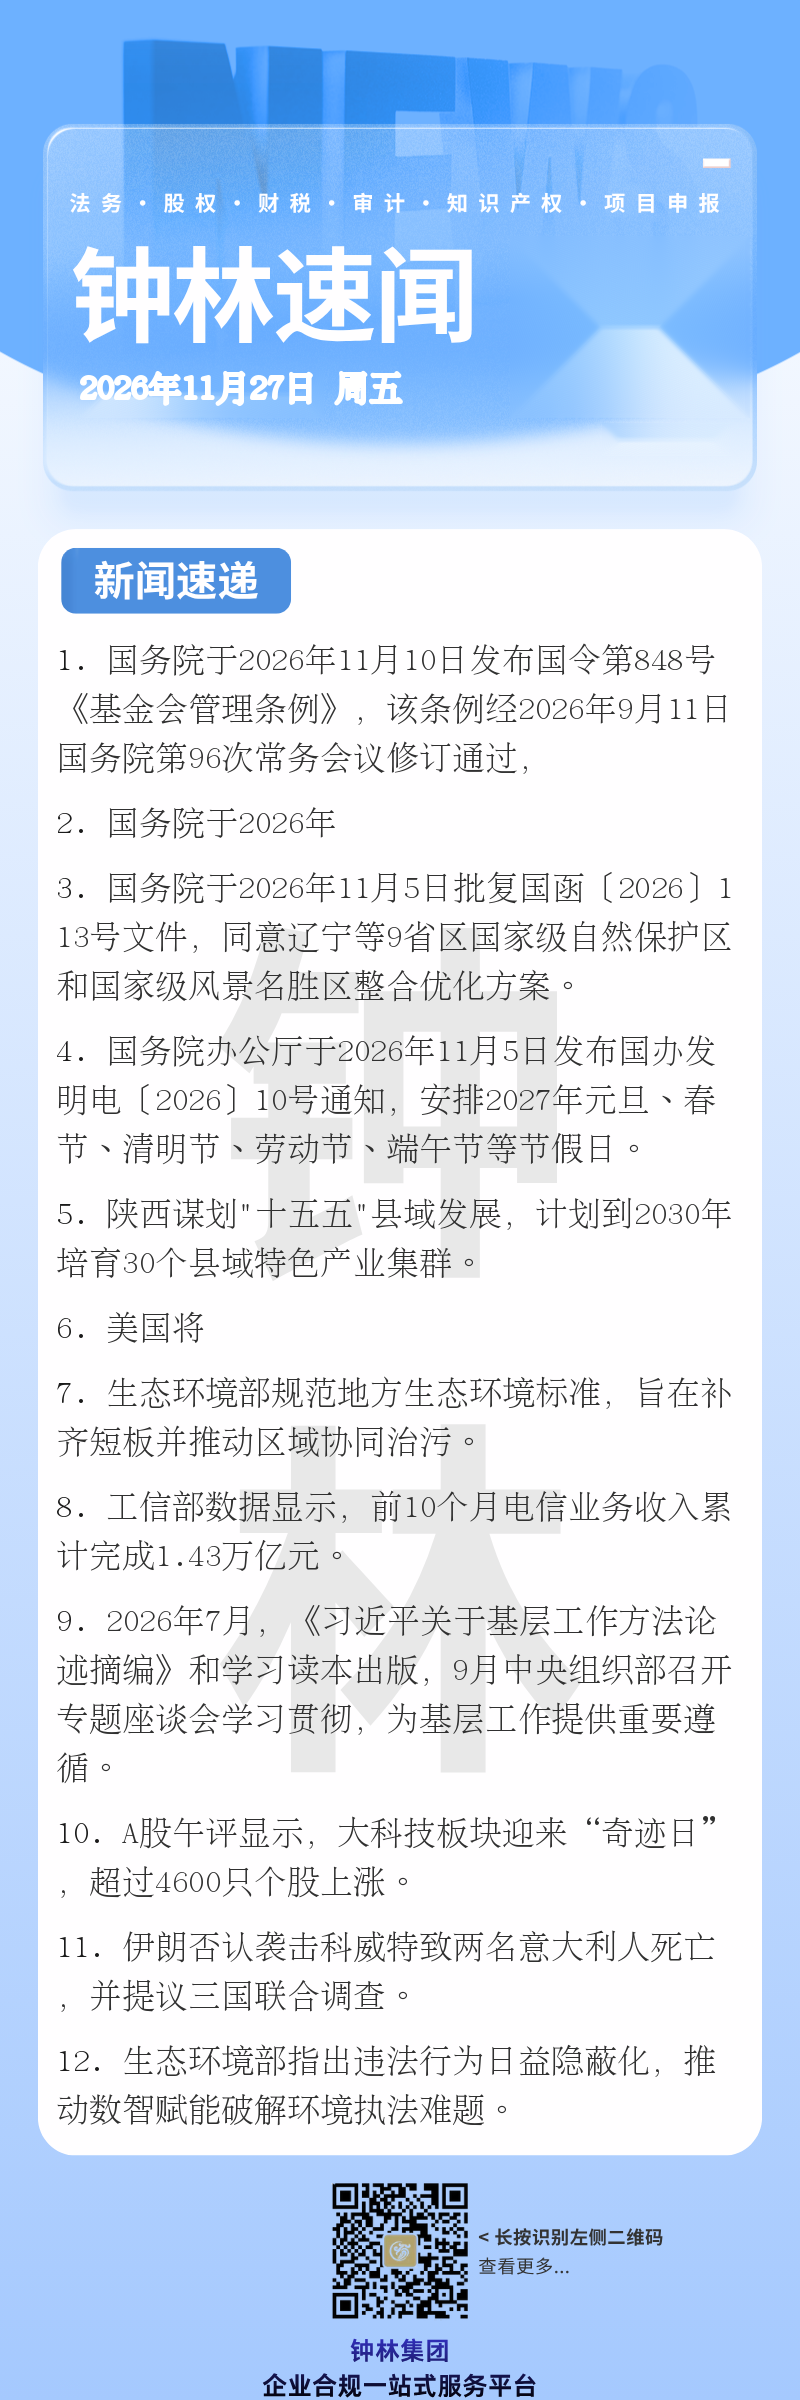 NEWS
法务·股权·财税·审计·知识产权·项目申报
钟林速闻
2026年11月27日 周五
新闻速递
1. 国务院于2026年11月10日发布国令第848号
《基金会管理条例》,该条例经2026年9月11日
国务院第96次常务会议修订通过,
2. 国务院于2026年
3. 国务院于2026年11月5日批复国函〔2026〕1
13号文件,同意辽宁等9省区国家级自然保护区
和国家级风景名胜区整合优化方案。
4. 国务院办公厅于2026年11月5日发布国办发
明电〔2026〕10号通知,安排2027年元旦、春
节、清明节、劳动节、端午节等节假日。
5. 陕西谋划"十五五"县域发展,计划到2030年
培育30个县域特色产业集群。
6. 美国将
7. 生态环境部规范地方生态环境标准,旨在补
齐短板并推动区域协同治污。
8. 工信部数据显示,前10个月电信业务收入累
计完成1.43万亿元。
9. 2026年7月,《习近平关于基层工作方法论
述摘编》和学习读本出版,9月中央组织部召开
专题座谈会学习贯彻,为基层工作提供重要遵
循。
10. A股午评显示,大科技板块迎来“奇迹日”
,超过4600只个股上涨。
11. 伊朗否认袭击科威特致两名意大利人死亡
,并提议三国联合调查。
12. 生态环境部指出违法行为日益隐蔽化,推
动数智赋能破解环境执法难题。
钟
林
< 长按识别左侧二维码
查看更多...
钟林集团
企业合规一站式服务平台